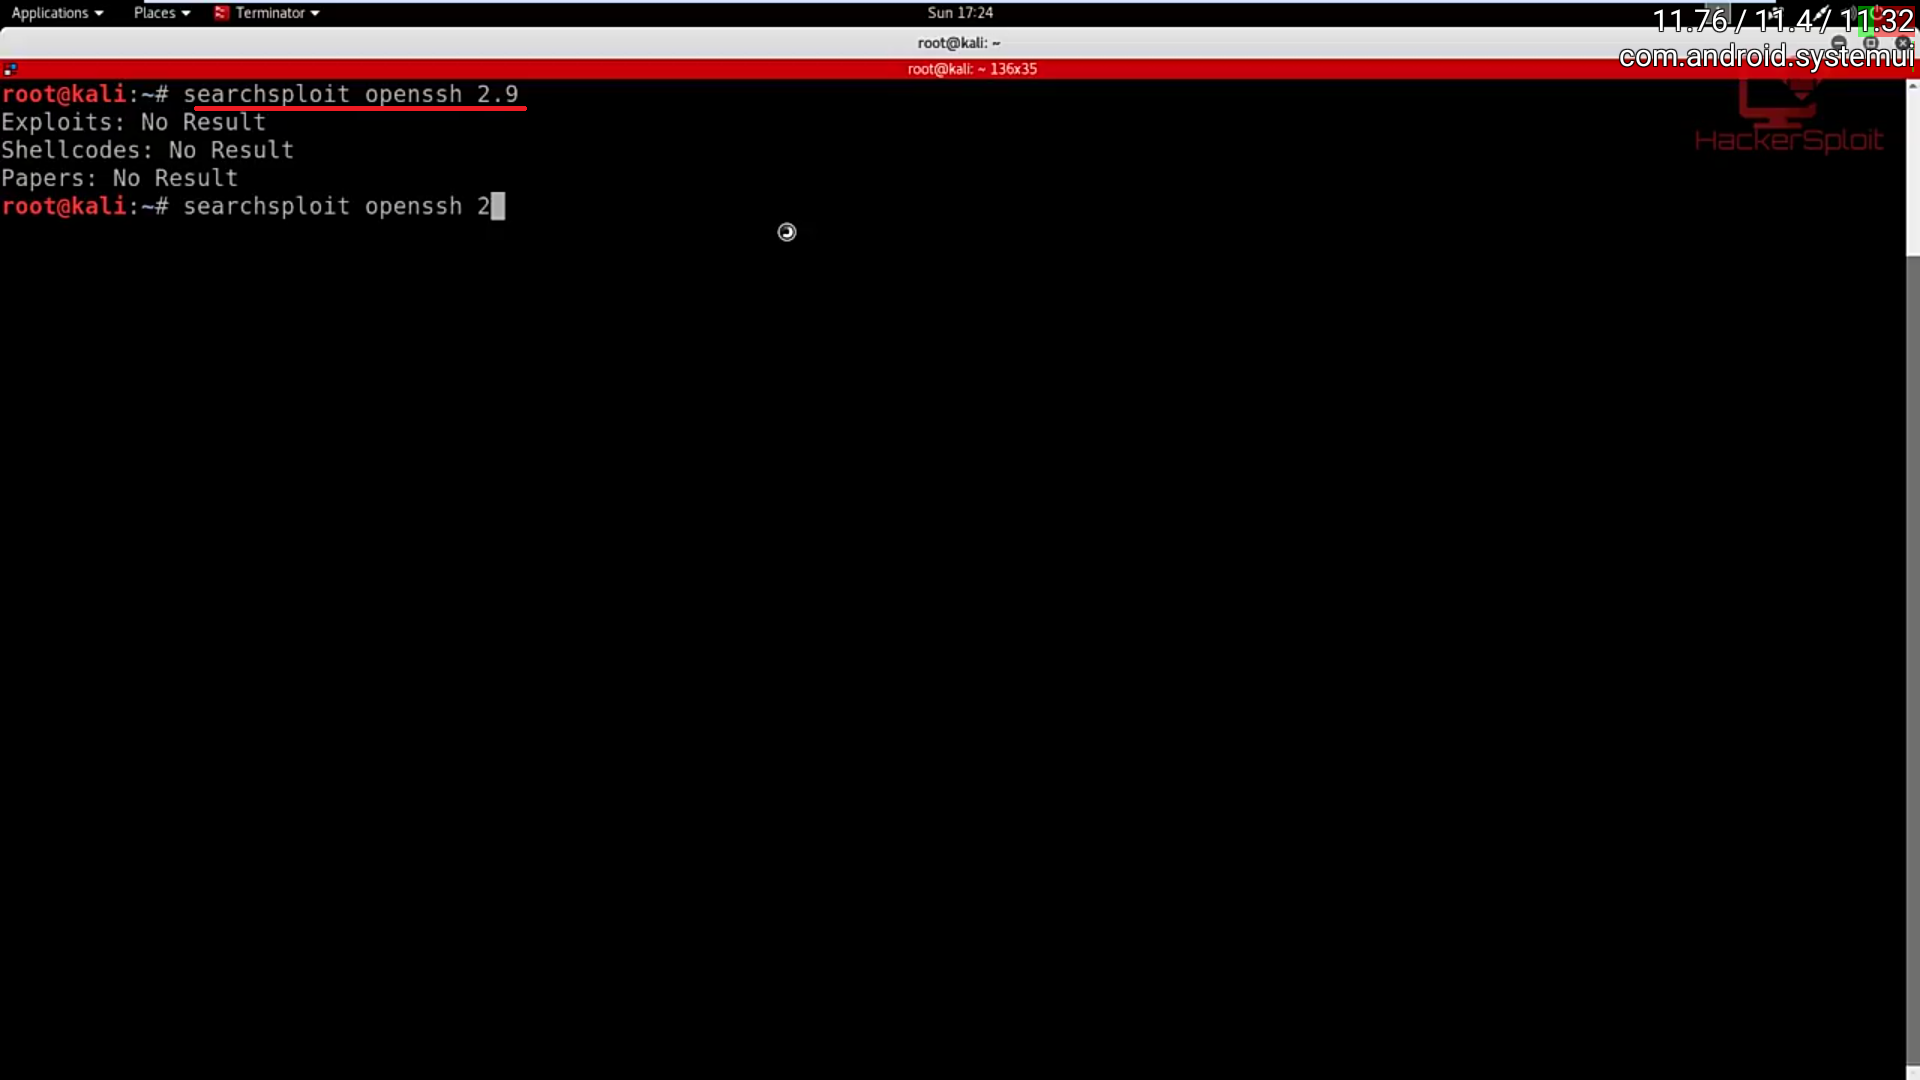 Applications Places Terminator Sun 17:24
11.76 / 11.4 / 11.32
root@kali: ~
com.android.systemui
root@kali: ~ 136x35
root@kali:~# searchsploit openssh 2.9
Exploits: No Result
HackerSploit
Shellcodes: No Result
Papers: No Result
root@kali:~# searchsploit openssh 2